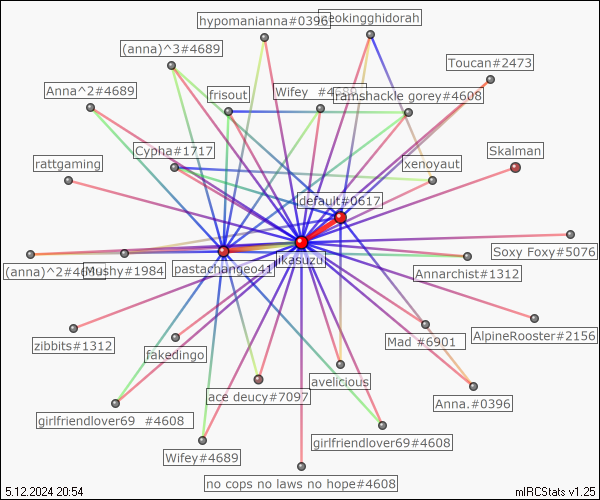 hypomanianna#0396
eokingghidorah
(anna)^3#4689
Toucan#2473
Anna^2#4689
frisout
Wifey #4689
ramshackle gorey#4608
Cypha#1717
Skalman
rattgaming
xenoyaut
default#0617
Soxy Foxy#5076
jikasuzu
(anna)^2#4
Mushy#1984
pastachangeo41
Annarchist#1312
zibbits#1312
fakedingo
Mad #6901
AlpineRooster#2156
avelicious
ace deucy#7097
Anna.#0396
girlfriendlover69 #4608
girlfriendlover69#4608
Wifey#4689
no cops no laws no hope#4608
5.12.2024 20:54
mIRCStats v1.25